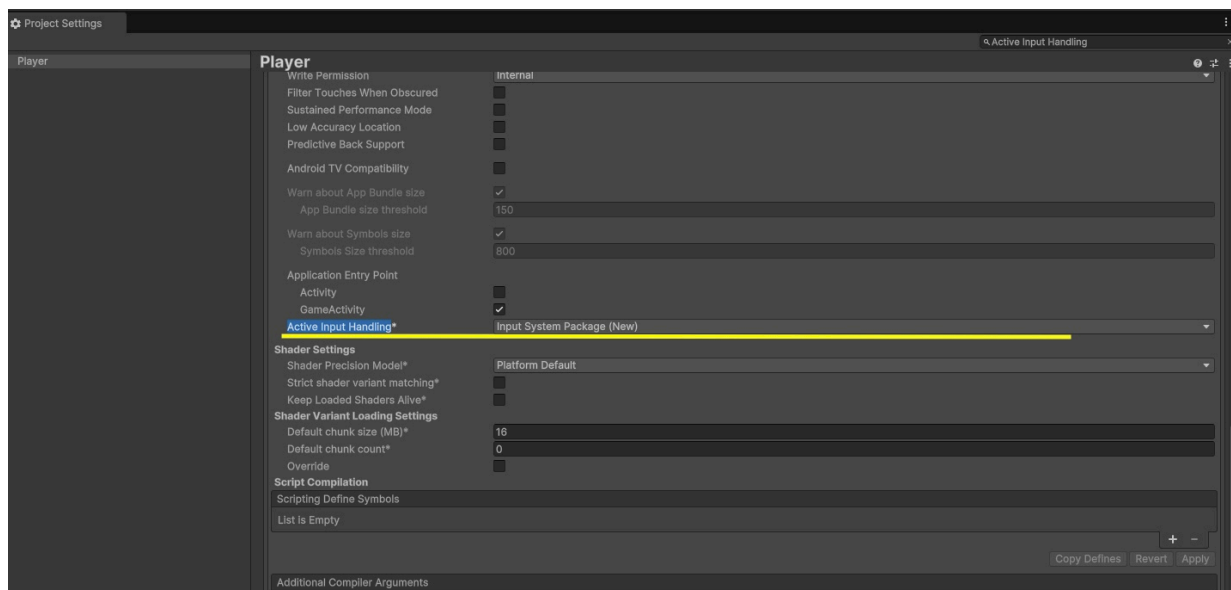 Project Settings
Active Input Handling
Player
Player
Write Permission Internal
Filter Touches When Obscured
Sustained Performance Mode
Low Accuracy Location
Predictive Back Support
Android TV Compatibility
Warn about App Bundle size
App Bundle size threshold 150
Warn about Symbols size
Symbols Size threshold 800
Application Entry Point
Activity
GameActivity
Active Input Handling* Input System Package (New)
Shader Settings
Shader Precision Model* Platform Default
Strict shader variant matching*
Keep Loaded Shaders Alive*
Shader Variant Loading Settings
Default chunk size (MB)* 16
Default chunk count* 0
Override
Script Compilation
Scripting Define Symbols
List is Empty
+ −
Copy Defines Revert Apply
Additional Compiler Arguments